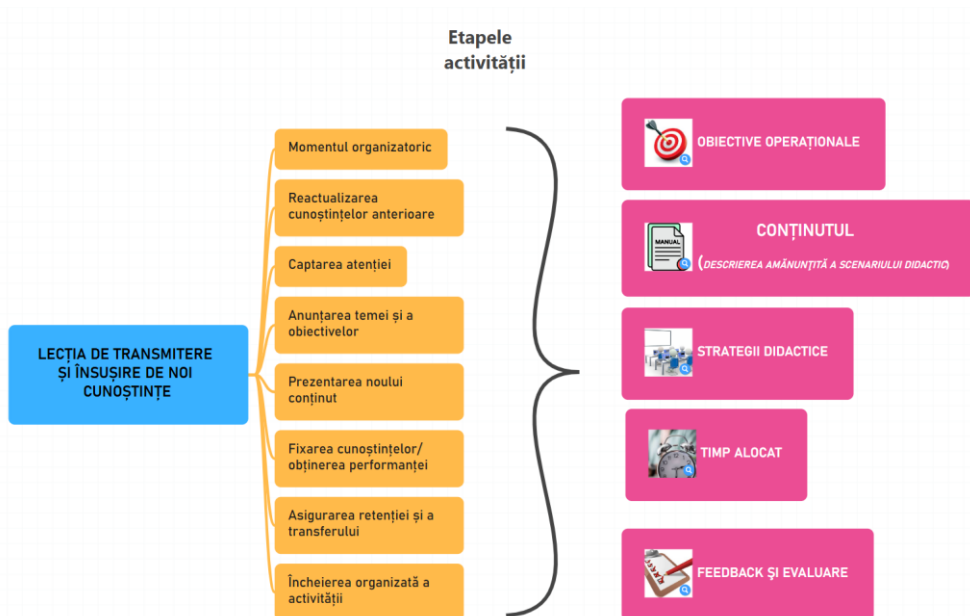 Etapele
activității
LECȚIA DE TRANSMITERE
ȘI ÎNSUȘIRE DE NOI
CUNOȘTINȚE
Momentul organizatoric
Reactualizarea
cunoștințelor anterioare
Captarea atenției
Anunțarea temei și a
obiectivelor
Prezentarea noului
conținut
Fixarea cunoștințelor/
obținerea performanței
Asigurarea retenției și a
transferului
Încheierea organizată a
activității
OBIECTIVE OPERAȚIONALE
MANUAL
CONȚINUTUL
(DESCRIEREA AMĂNUNȚITĂ A SCENARIULUI DIDACTIC)
STRATEGII DIDACTICE
TIMP ALOCAT
FEEDBACK ȘI EVALUARE